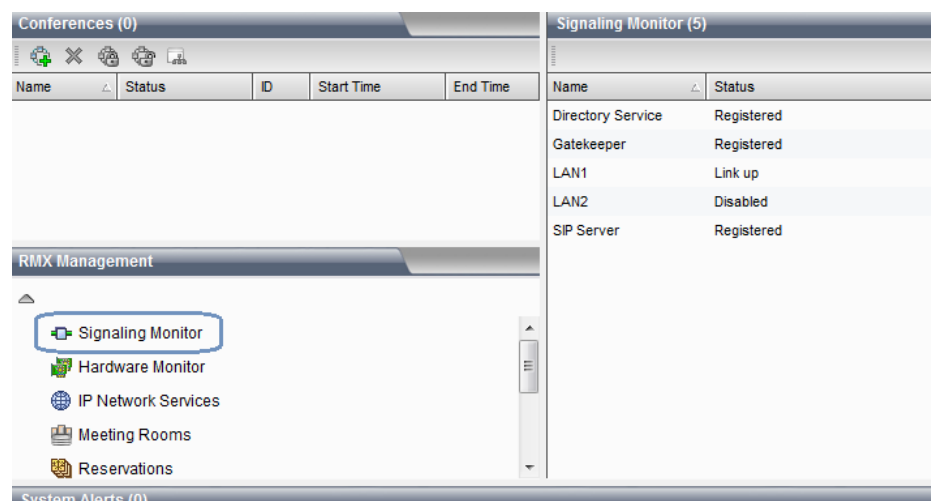 Conferences (0)
Name Status ID Start Time End Time
RMX Management
Signaling Monitor
Hardware Monitor
IP Network Services
Meeting Rooms
Reservations
Signaling Monitor (5)
Name Status
Directory Service Registered
Gatekeeper Registered
LAN1 Link up
LAN2 Disabled
SIP Server Registered
System Alerts (0)